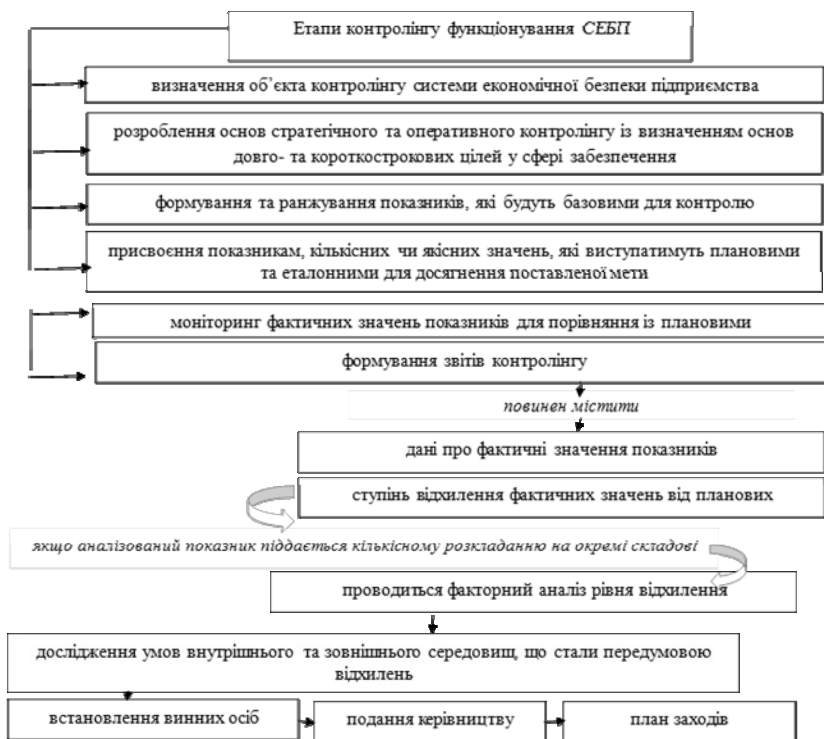 Етапи контролінгу функціонування СЕБП
визначення об’єкта контролінгу системи економічної безпеки підприємства
розроблення основ стратегічного та оперативного контролінгу із визначенням основ
довго- та короткострокових цілей у сфері забезпечення
формування та ранжування показників, які будуть базовими для контролю
присвоєння показникам, кількісних чи якісних значень, які виступатимуть плановими
та еталонними для досягнення поставленої мети
моніторинг фактичних значень показників для порівняння із плановими
формування звітів контролінгу
повинен містити
дані про фактичні значення показників
ступінь відхилення фактичних значень від планових
якщо аналізований показник піддається кількісному розкладанню на окремі складові
проводиться факторний аналіз рівня відхилення
дослідження умов внутрішнього та зовнішнього середовищ, що стали передумовою
відхилень
встановлення винних осіб
подання керівництву
план заходів